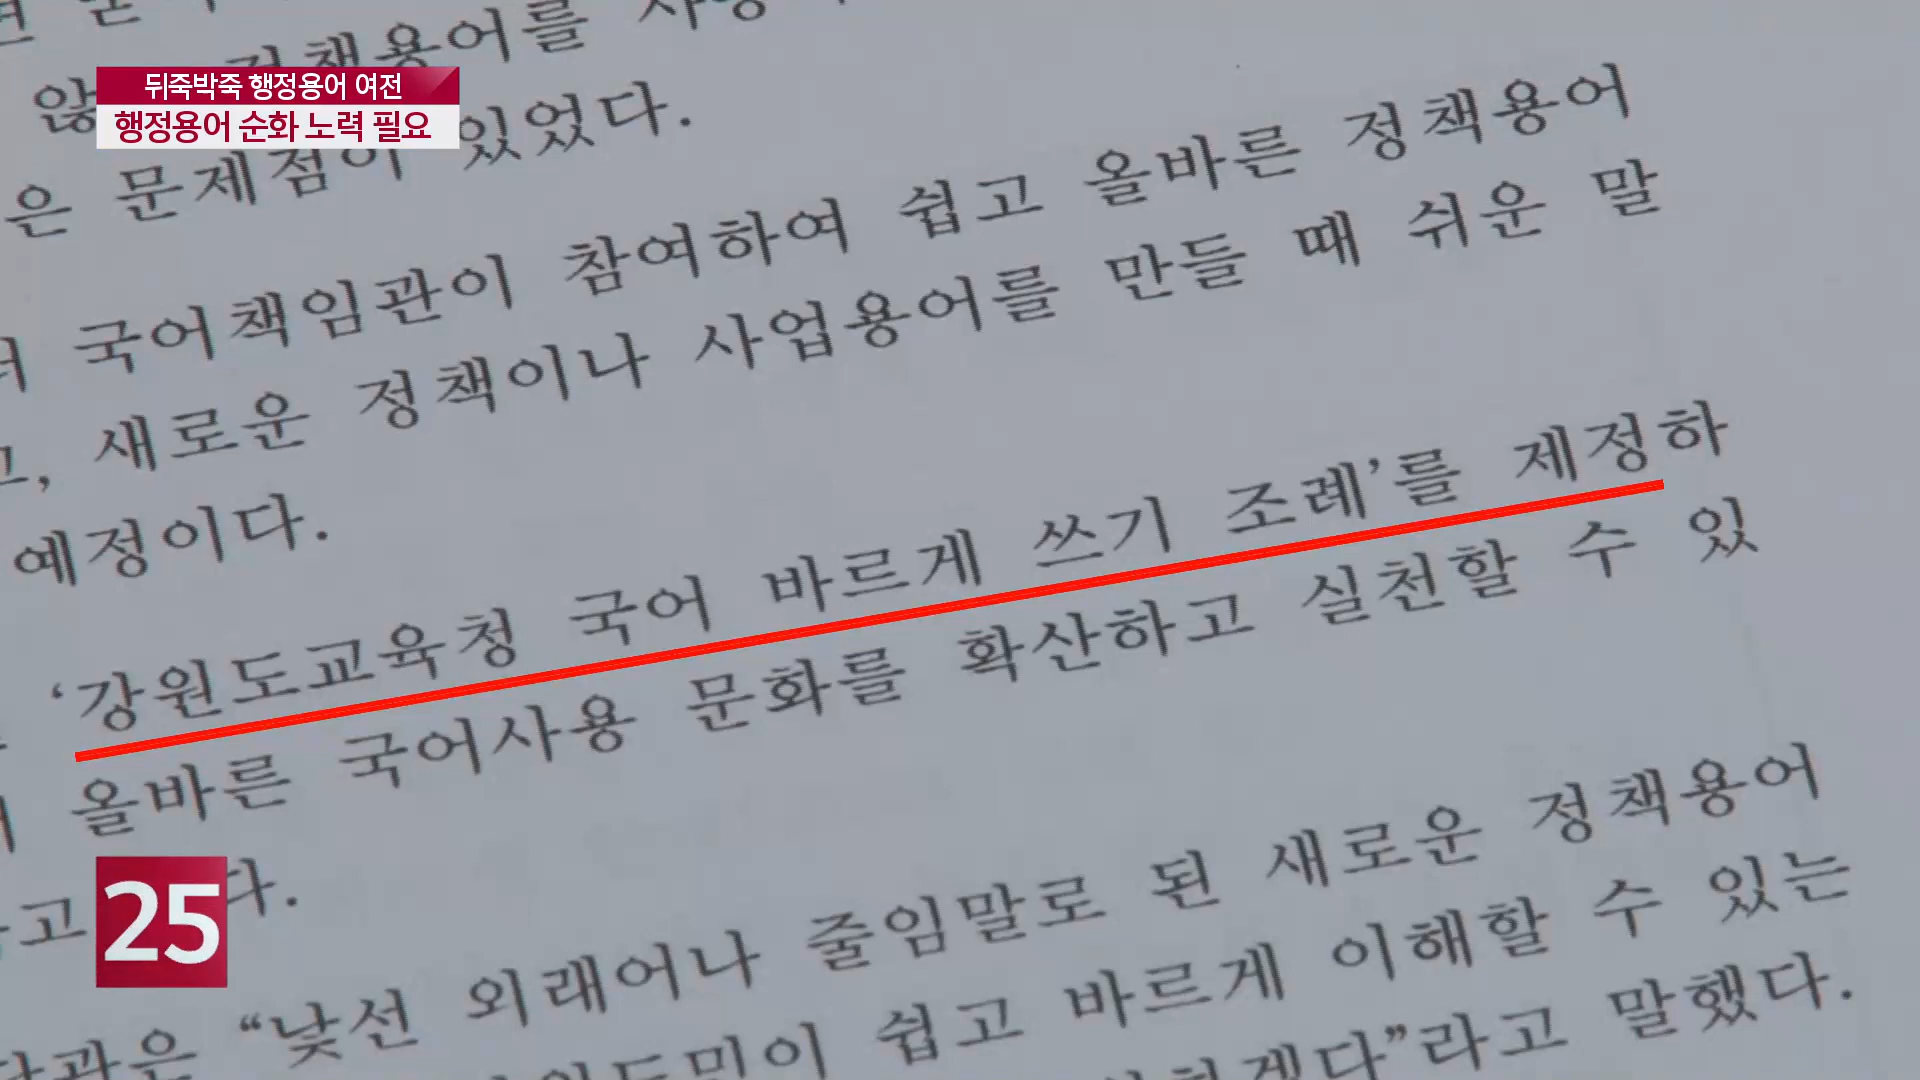 뒤죽박죽 행정용어 여전
행정용어 순화 노력 필요
정책용어를
않
은 문제점이 있었다.
국어책임관이 참여하여 쉽고 올바른 정책용어
새로운 정책이나 사업용어를 만들 때 쉬운 말
예정이다.
‘강원도교육청 국어 바르게 쓰기 조례’를 제정하
올바른 국어사용 문화를 확산하고 실천할 수 있
고 다.
25
“낯선 외래어나 줄임말로 된 새로운 정책용어
쉽고 바르게 이해할 수 있는
라고 말했다.